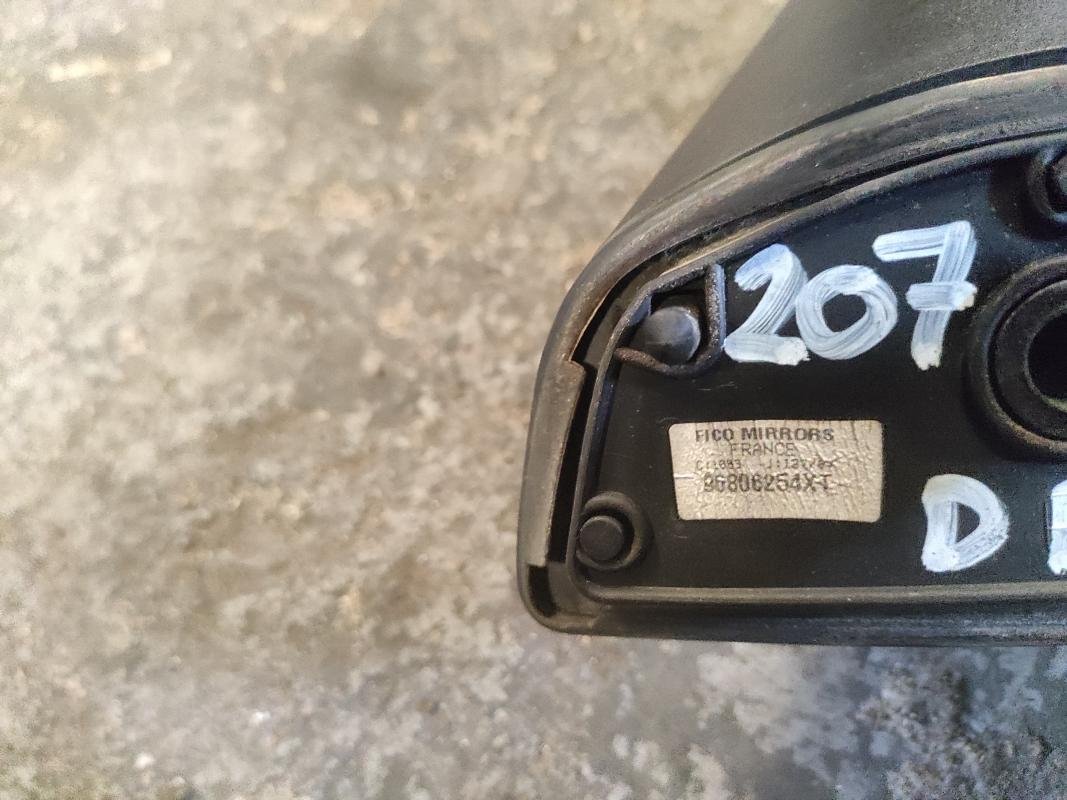 207
FICO MIRRORS
FRANCE
96806254XT
D